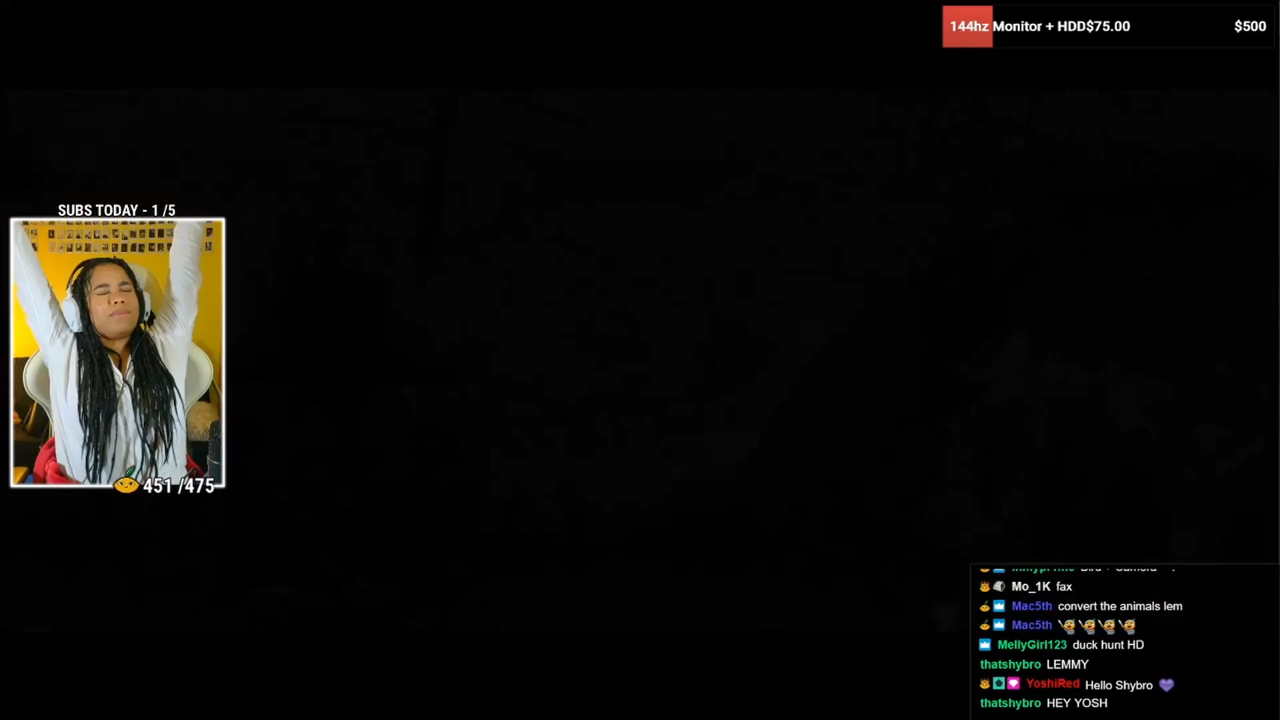 144hz Monitor + HDD$75.00 $500
SUBS TODAY - 1 /5
451 /475
Mo_1K fax
Mac5th convert the animals lem
Mac5th
MellyGirl123 duck hunt HD
thatshybro LEMMY
YoshiRed Hello Shybro
thatshybro HEY YOSH